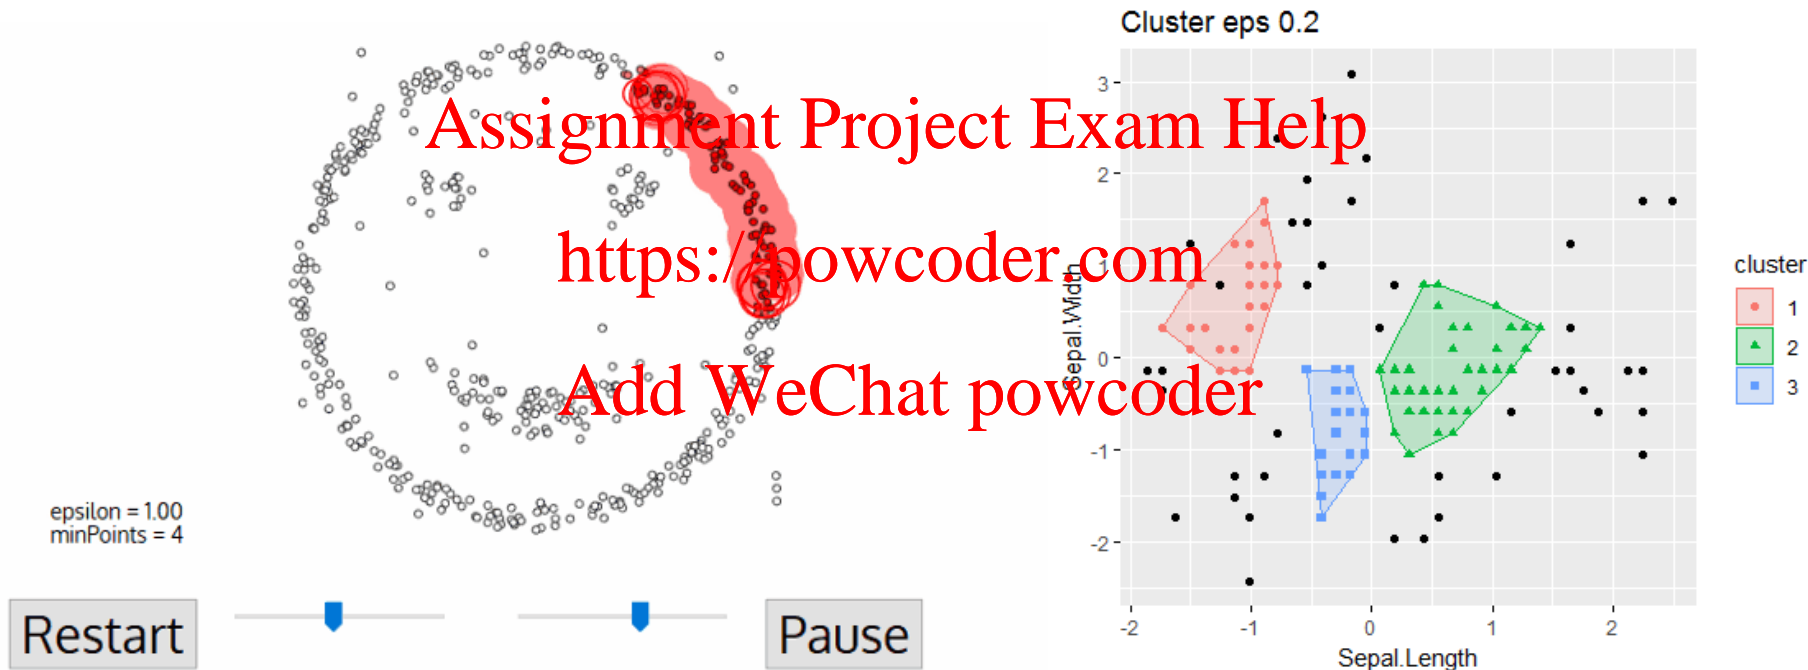 Cluster eps 0.2
Assignment Project Exam Help
https://powcoder.com
Add WeChat powcoder
epsilon = 1.00
minPoints = 4
Restart
Pause
Sepal.Width
3
2
1
0
-1
-2
-2 -1 0 1 2
Sepal.Length
cluster
1
2
3